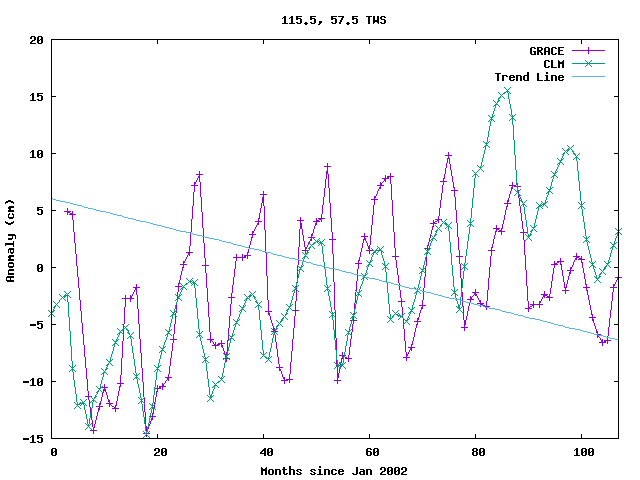 115.5, 57.5 TWS
GRACE
CLM
Trend Line
20
15
10
5
0
-5
-10
-15
Anomaly (cm)
0 20 40 60 80 100
Months since Jan 2002